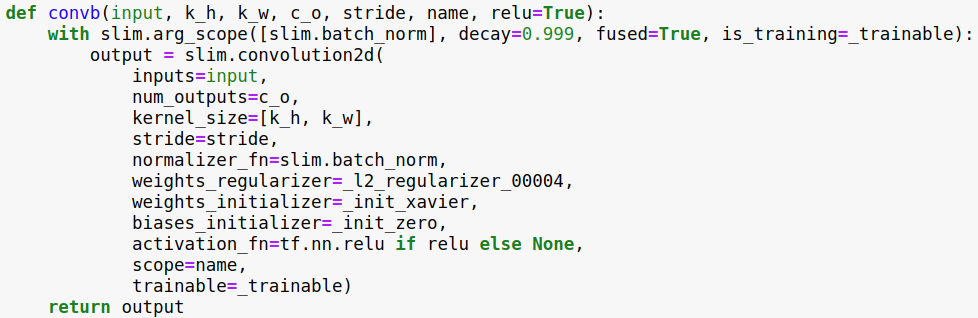 def convb(input, k_h, k_w, c_o, stride, name, relu=True):
    with slim.arg_scope([slim.batch_norm], decay=0.999, fused=True, is_training=_trainable):
        output = slim.convolution2d(
            inputs=input,
            num_outputs=c_o,
            kernel_size=[k_h, k_w],
            stride=stride,
            normalizer_fn=slim.batch_norm,
            weights_regularizer=_l2_regularizer_00004,
            weights_initializer=_init_xavier,
            biases_initializer=_init_zero,
            activation_fn=tf.nn.relu if relu else None,
            scope=name,
            trainable=_trainable)
    return output